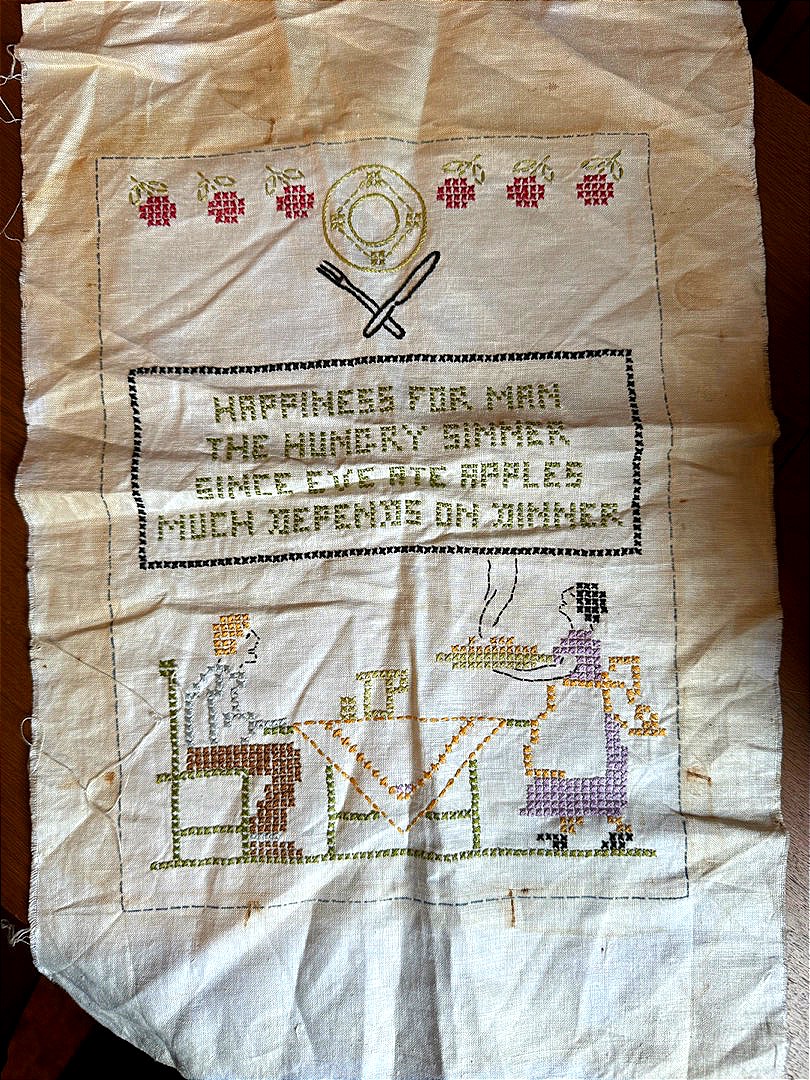 HAPPINESS FOR MAN
THE HUNGRY SINNER
SINCE EVE ATE APPLES
MUCH DEPENDS ON DINNER